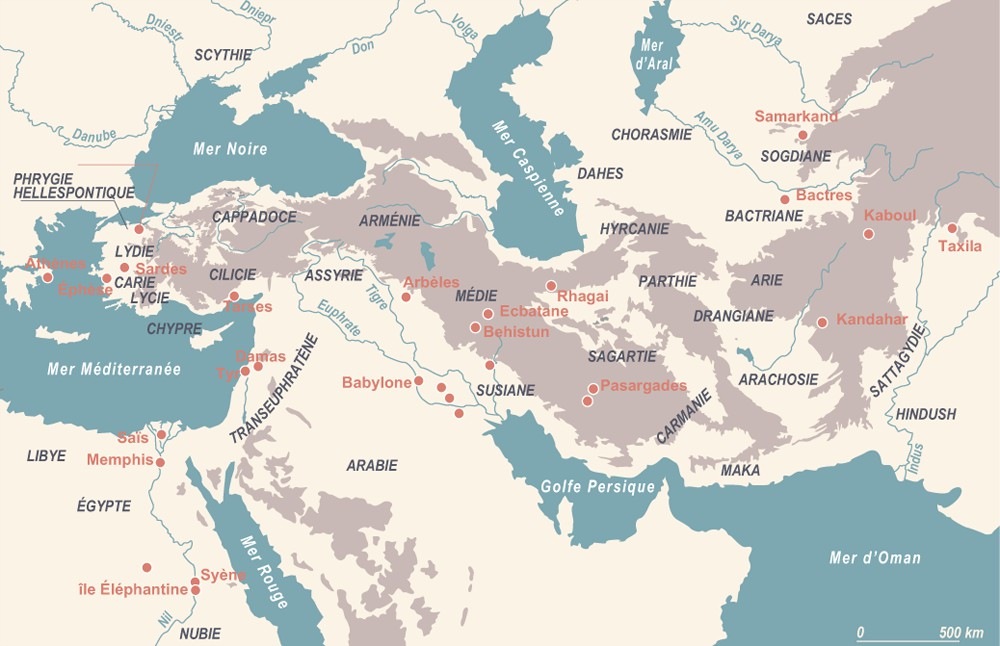 SACES
Dniepr
Dniestr
Volga
Syr Darya
SCYTHIE
Don
Mer
d'Aral
Danube
Samarkand
CHORASMIE
Amu Darya
Mer Noire
Mer Caspienne
SOGDIANE
DAHES
PHRYGIE
HELLESPONTIQUE
Bactres
CAPPADOCE
ARMÉNIE
BACTRIANE
Kaboul
HYRCANIE
Taxila
LYDIE
Athènes
Sardes
CILICIE
ASSYRIE
Arbèles
PARTHIE
ARIE
Éphèse
CARIE
LYCIE
Tigre
MÉDIE
Rhagai
Tarses
Euphrate
Ecbatane
DRANGIANE
Kandahar
CHYPRE
Behistun
Damas
SAGARTIE
SATTAGYDIE
Mer Méditerranée
Tyr
TRANSEUPHRATÈNE
Babylone
SUSIANE
Pasargades
ARACHOSIE
CARMANIE
HINDUSH
Saïs
Memphis
LIBYE
ARABIE
MAKA
Indus
Golfe Persique
ÉGYPTE
Mer d'Oman
Mer Rouge
Syène
île Éléphantine
Nil
NUBIE
0 500 km